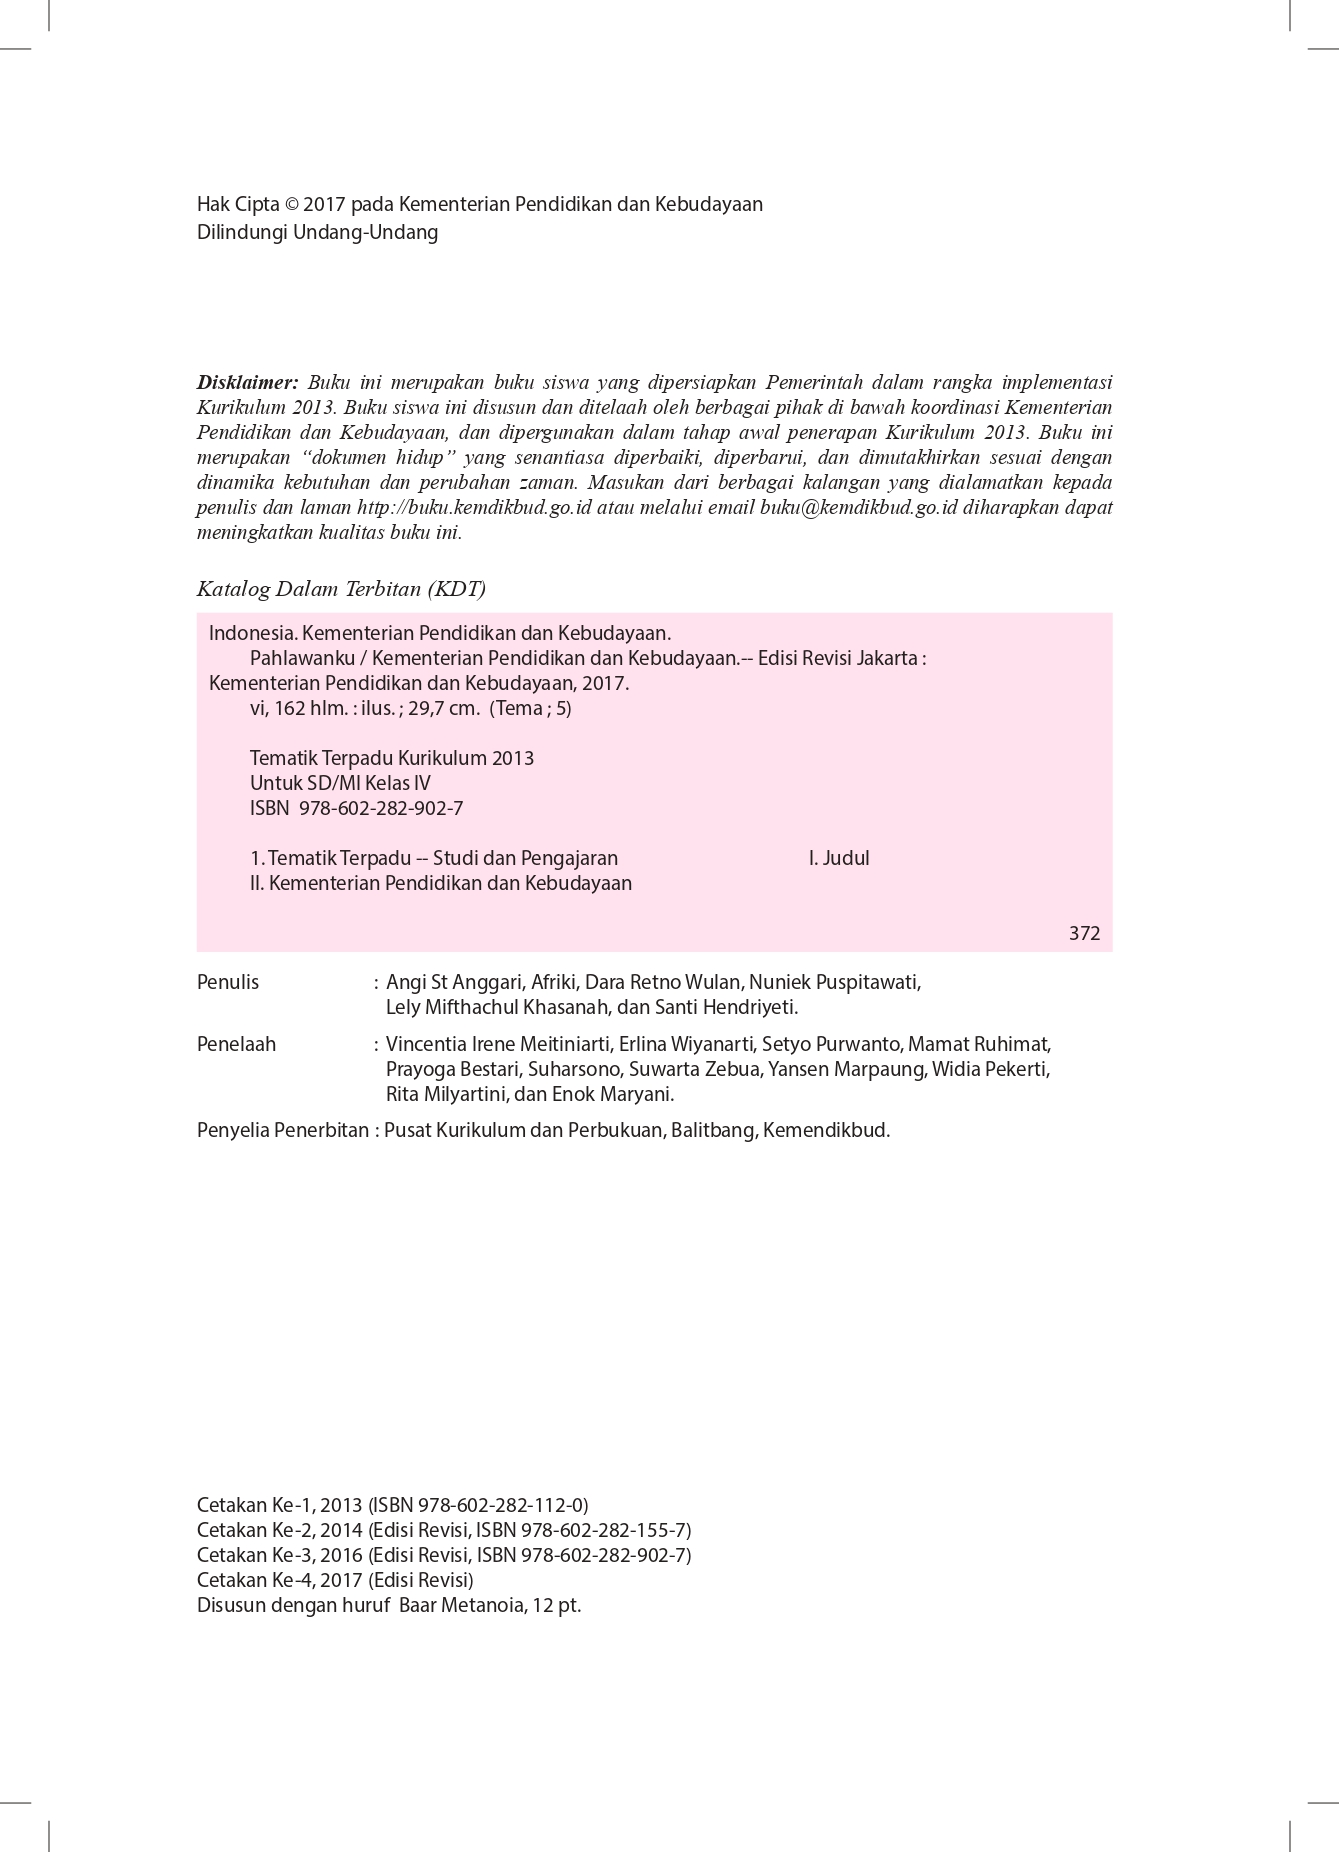 Hak Cipta © 2017 pada Kementerian Pendidikan dan Kebudayaan
Dilindungi Undang-Undang
Disklaimer: Buku ini merupakan buku siswa yang dipersiapkan Pemerintah dalam rangka implementasi
Kurikulum 2013. Buku siswa ini disusun dan ditelaah oleh berbagai pihak di bawah koordinasi Kementerian
Pendidikan dan Kebudayaan, dan dipergunakan dalam tahap awal penerapan Kurikulum 2013. Buku ini
merupakan “dokumen hidup” yang senantiasa diperbaiki, diperbarui, dan dimutakhirkan sesuai dengan
dinamika kebutuhan dan perubahan zaman. Masukan dari berbagai kalangan yang dialamatkan kepada
penulis dan laman http://buku.kemdikbud.go.id atau melalui email buku@kemdikbud.go.id diharapkan dapat
meningkatkan kualitas buku ini.
Katalog Dalam Terbitan (KDT)
Indonesia. Kementerian Pendidikan dan Kebudayaan.
Pahlawanku / Kementerian Pendidikan dan Kebudayaan.-- Edisi Revisi Jakarta :
Kementerian Pendidikan dan Kebudayaan, 2017.
vi, 162 hlm. : ilus. ; 29,7 cm. (Tema ; 5)
Tematik Terpadu Kurikulum 2013
Untuk SD/MI Kelas IV
ISBN 978-602-282-902-7
1. Tematik Terpadu -- Studi dan Pengajaran I. Judul
II. Kementerian Pendidikan dan Kebudayaan
372
Penulis : Angi St Anggari, Afriki, Dara Retno Wulan, Nuniek Puspitawati,
Lely Mifthachul Khasanah, dan Santi Hendriyeti.
Penelaah : Vincentia Irene Meitiniarti, Erlina Wiyanarti, Setyo Purwanto, Mamat Ruhimat,
Prayoga Bestari, Suharsono, Suwarta Zebua, Yansen Marpaung, Widia Pekerti,
Rita Milyartini, dan Enok Maryani.
Penyelia Penerbitan : Pusat Kurikulum dan Perbukuan, Balitbang, Kemendikbud.
Cetakan Ke-1, 2013 (ISBN 978-602-282-112-0)
Cetakan Ke-2, 2014 (Edisi Revisi, ISBN 978-602-282-155-7)
Cetakan Ke-3, 2016 (Edisi Revisi, ISBN 978-602-282-902-7)
Cetakan Ke-4, 2017 (Edisi Revisi)
Disusun dengan huruf Baar Metanoia, 12 pt.